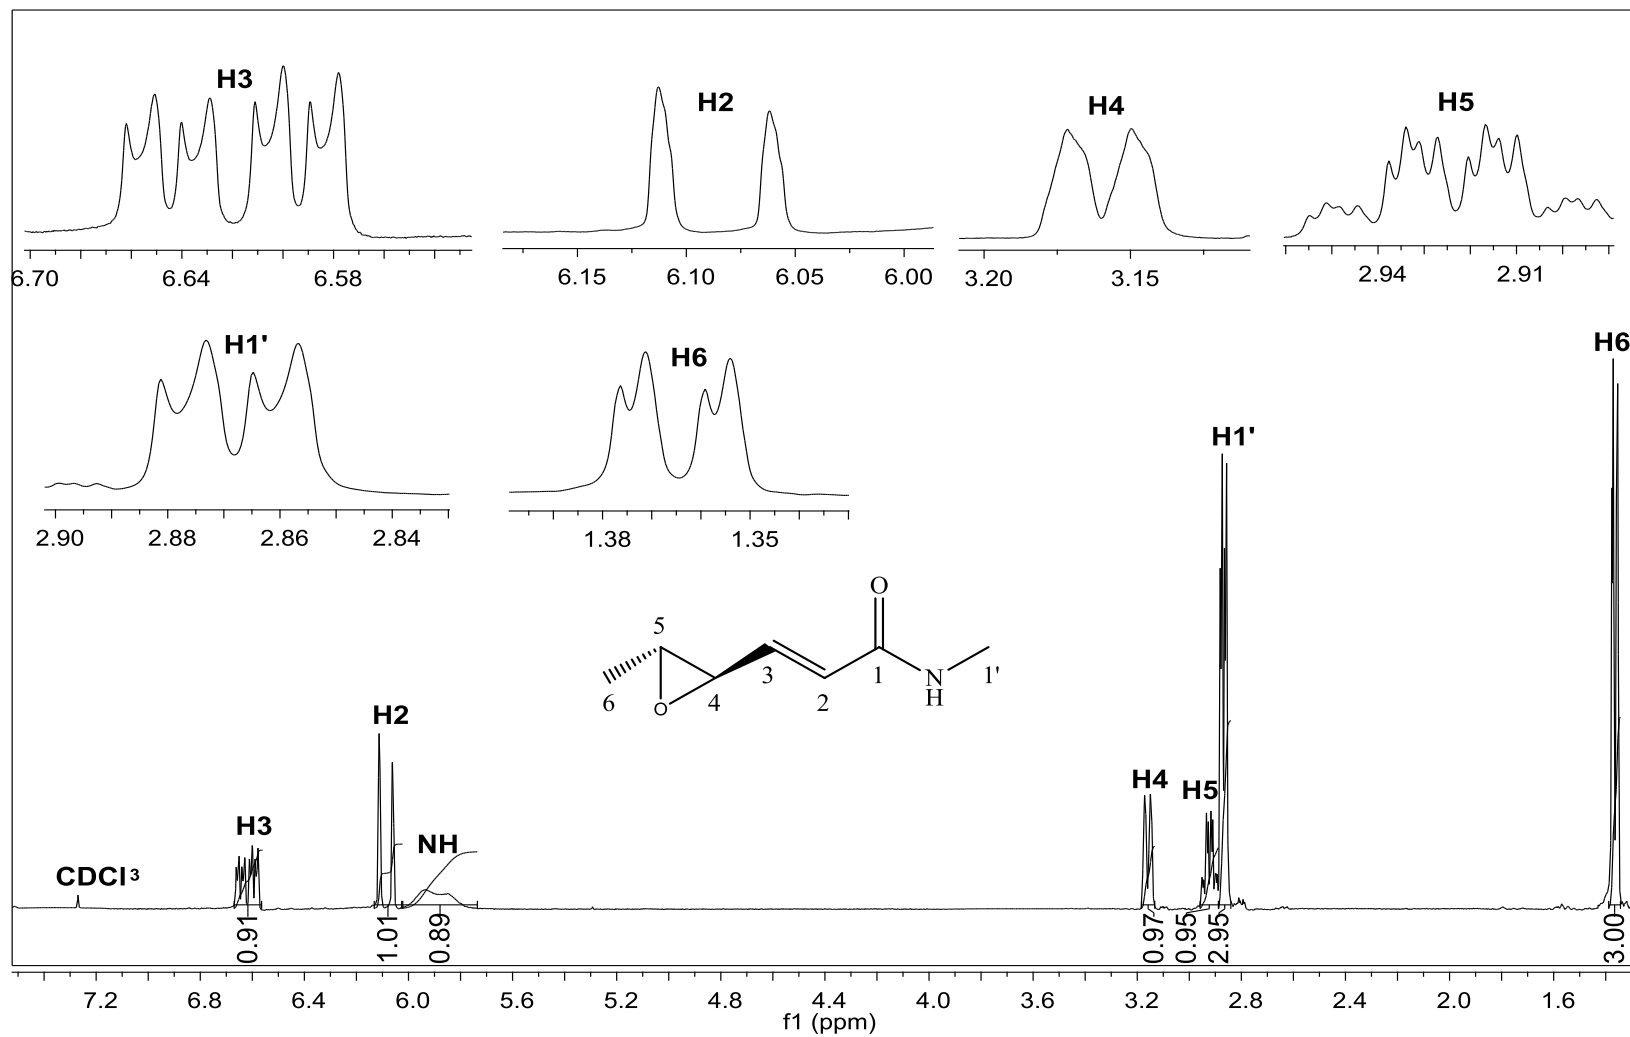 H3
H2
H4
H5
6.70 6.64 6.58
6.15 6.10 6.05 6.00
3.20 3.15
2.94 2.91
H1'
H6
2.90 2.88 2.86 2.84
1.38 1.35
H6
H1'
O
5
6
O
4
3
2
1
N
H
1'
H2
H4
H5
H3
NH
CDCl3
0.91
1.01
0.89
0.97
0.95
2.95
3.00
7.2 6.8 6.4 6.0 5.6 5.2 4.8 4.4 4.0 3.6 3.2 2.8 2.4 2.0 1.6
f1 (ppm)